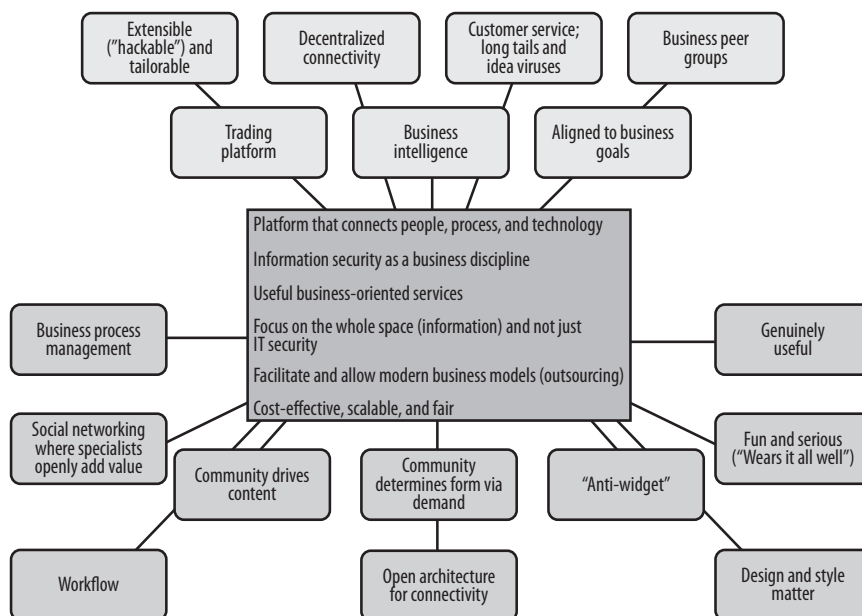 Extensible
("hackable") and
tailorable
Decentralized
connectivity
Customer service;
long tails and
idea viruses
Business peer
groups
Trading
platform
Business
intelligence
Aligned to business
goals
Platform that connects people, process, and technology
Information security as a business discipline
Useful business-oriented services
Focus on the whole space (information) and not just
IT security
Facilitate and allow modern business models (outsourcing)
Cost-effective, scalable, and fair
Business process
management
Genuinely
useful
Social networking
where specialists
openly add value
Community drives
content
Community
determines form via
demand
“Anti-widget”
Fun and serious
(“Wears it all well”)
Workflow
Open architecture
for connectivity
Design and style
matter